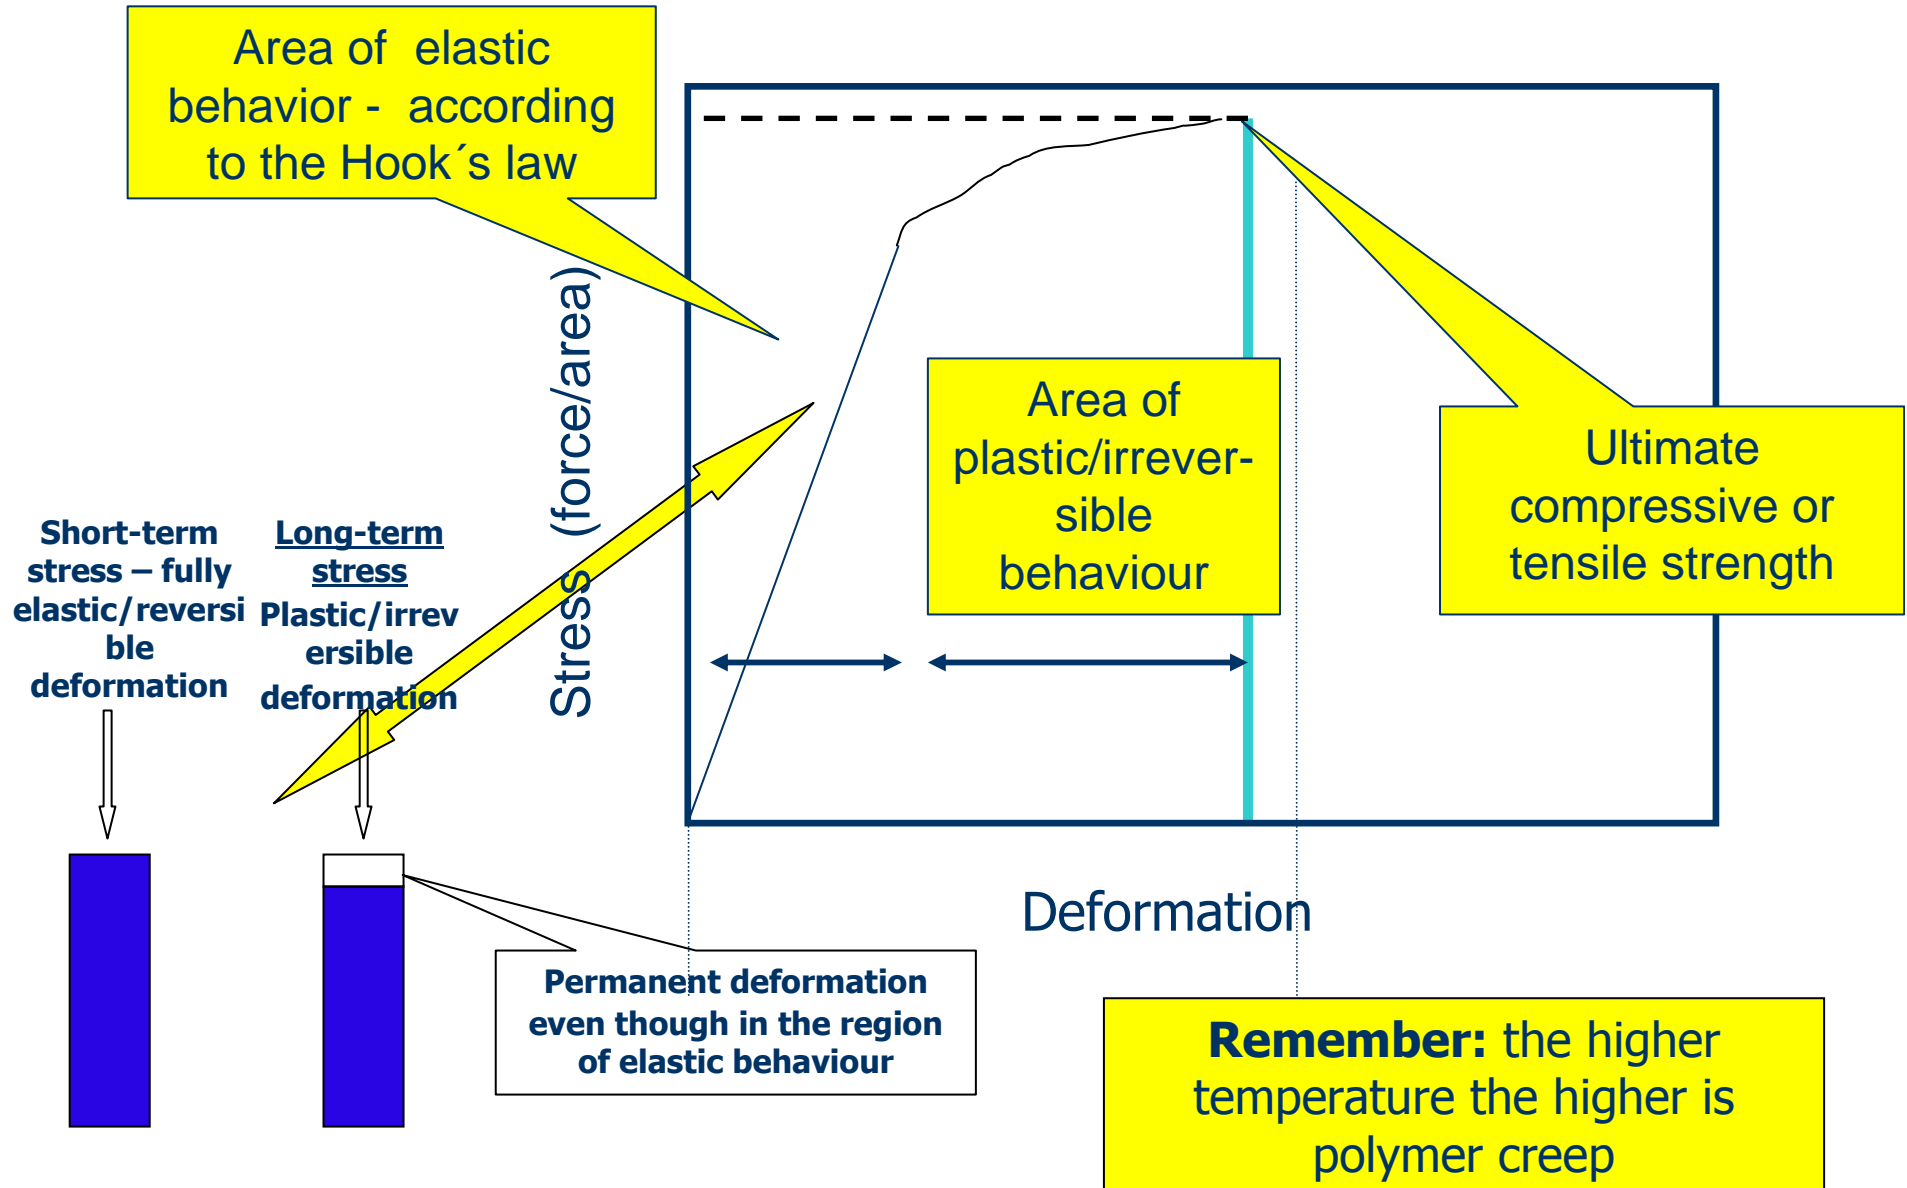 Area of elastic
behavior - according
to the Hook´s law
Stress (force/area)
Area of
plastic/irrever-
sible
behaviour
Ultimate
compressive or
tensile strength
Short-term
stress – fully
elastic/reversi
ble
deformation
Long-term
stress
Plastic/irrev
ersible
deformation
Deformation
Permanent deformation
even though in the region
of elastic behaviour
Remember: the higher
temperature the higher is
polymer creep